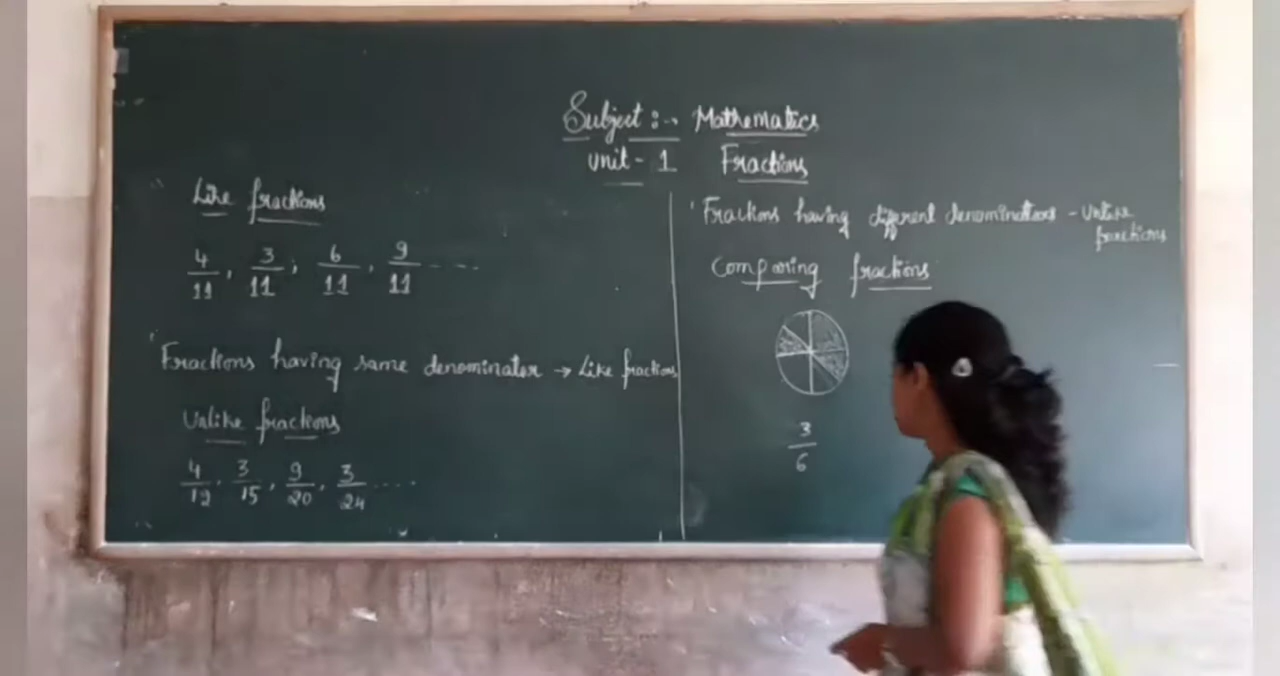 Subject :- Mathematics
Unit - 1 Fractions
Like fractions
4/11, 3/11, 6/11, 9/11 ----
Fractions having same denominator → Like fractions
Unlike fractions
4/12, 3/15, 9/20, 3/24 ....
Fractions having different denominators - Unlike
fractions
Comparing fractions
3/6